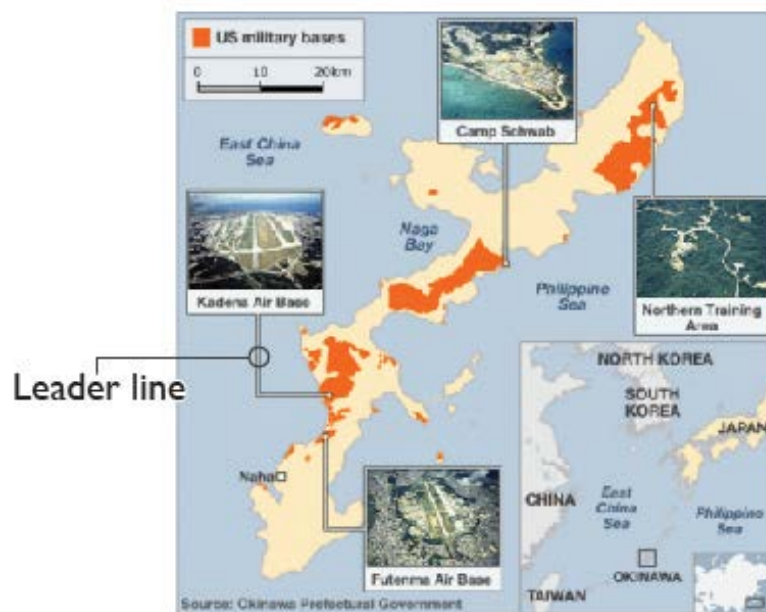 US military bases
0 10 20km
Camp Schwab
East China
Sea
Naga
Bay
Kadena Air Base
Philippine
Sea
Northern Training
Area
Leader line
NORTH KOREA
SOUTH
KOREA
JAPAN
Naha
CHINA
East
China
Sea
Philippine
Sea
Futenma Air Base
OKINAWA
TAIWAN
Source: Okinawa Prefectural Government